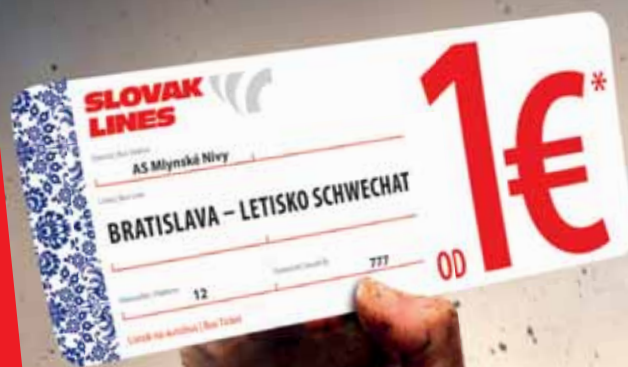 SLOVAK
LINES
AS Mlynské Nivy
BRATISLAVA – LETISKO SCHWECHAT
12
777
OD 1€*
Lístok na autobus | Bus Ticket